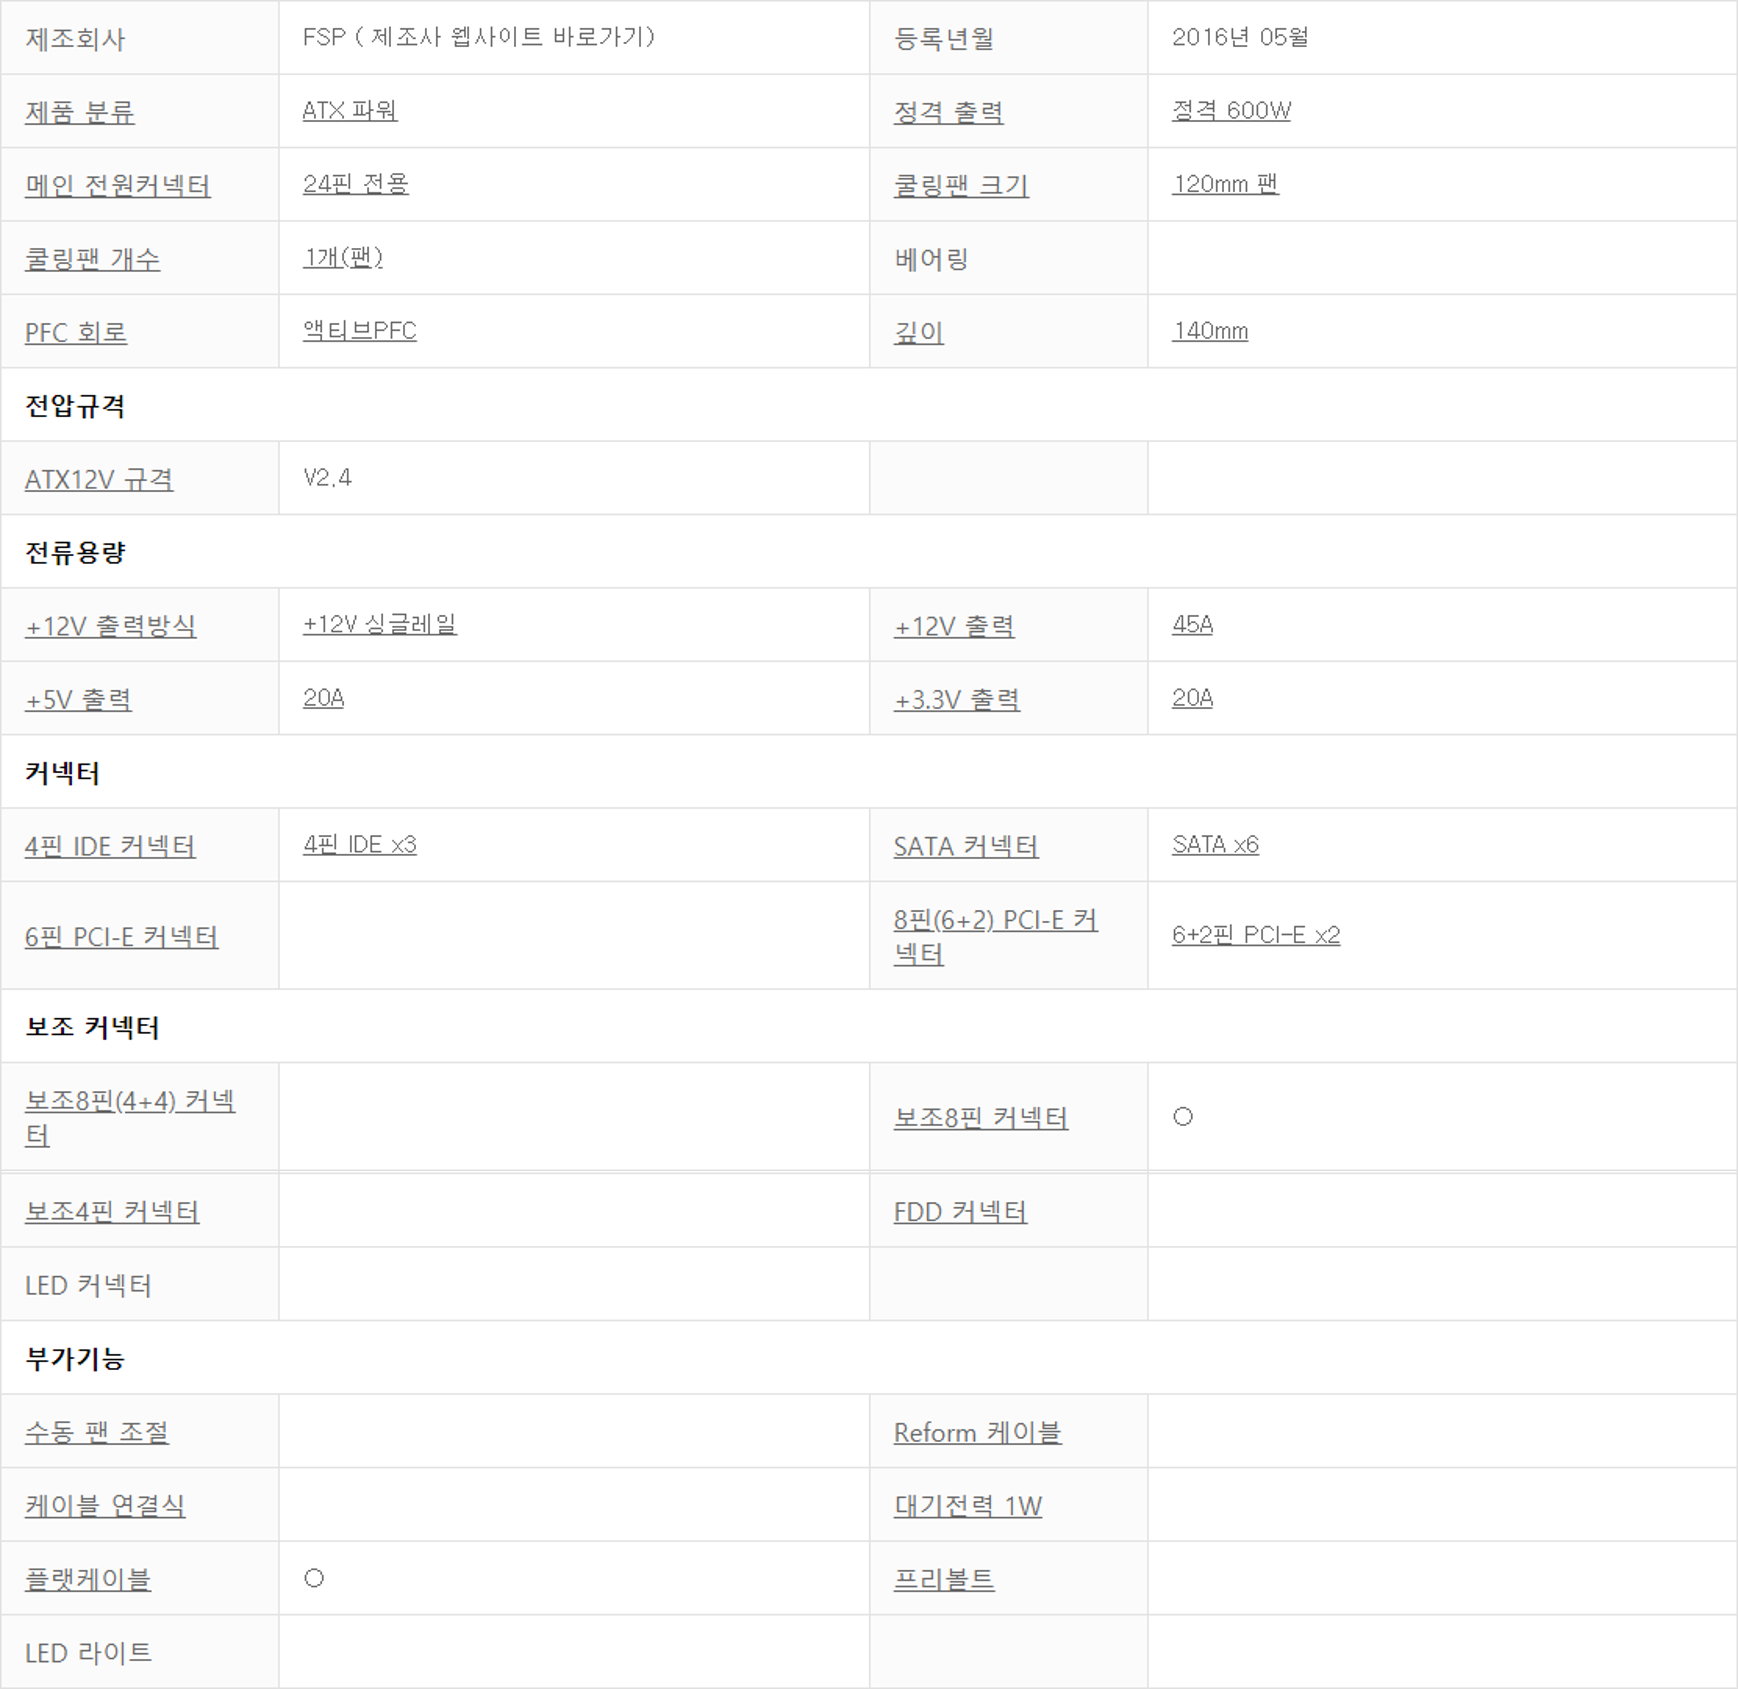 제조회사 FSP ( 제조사 웹사이트 바로가기) 등록년월 2016년 05월
제품 분류 ATX 파워 정격 출력 정격 600W
메인 전원커넥터 24핀 전용 쿨링팬 크기 120mm 팬
쿨링팬 개수 1개(팬) 베어링
PFC 회로 액티브PFC 깊이 140mm
전압규격
ATX12V 규격 V2.4
전류용량
+12V 출력방식 +12V 싱글레일 +12V 출력 45A
+5V 출력 20A +3.3V 출력 20A
커넥터
4핀 IDE 커넥터 4핀 IDE x3 SATA 커넥터 SATA x6
6핀 PCI-E 커넥터 8핀(6+2) PCI-E 커
넥터 6+2핀 PCI-E x2
보조 커넥터
보조8핀(4+4) 커넥
터 보조8핀 커넥터 ○
보조4핀 커넥터 FDD 커넥터
LED 커넥터
부가기능
수동 팬 조절 Reform 케이블
케이블 연결식 대기전력 1W
플랫케이블 ○ 프리볼트
LED 라이트